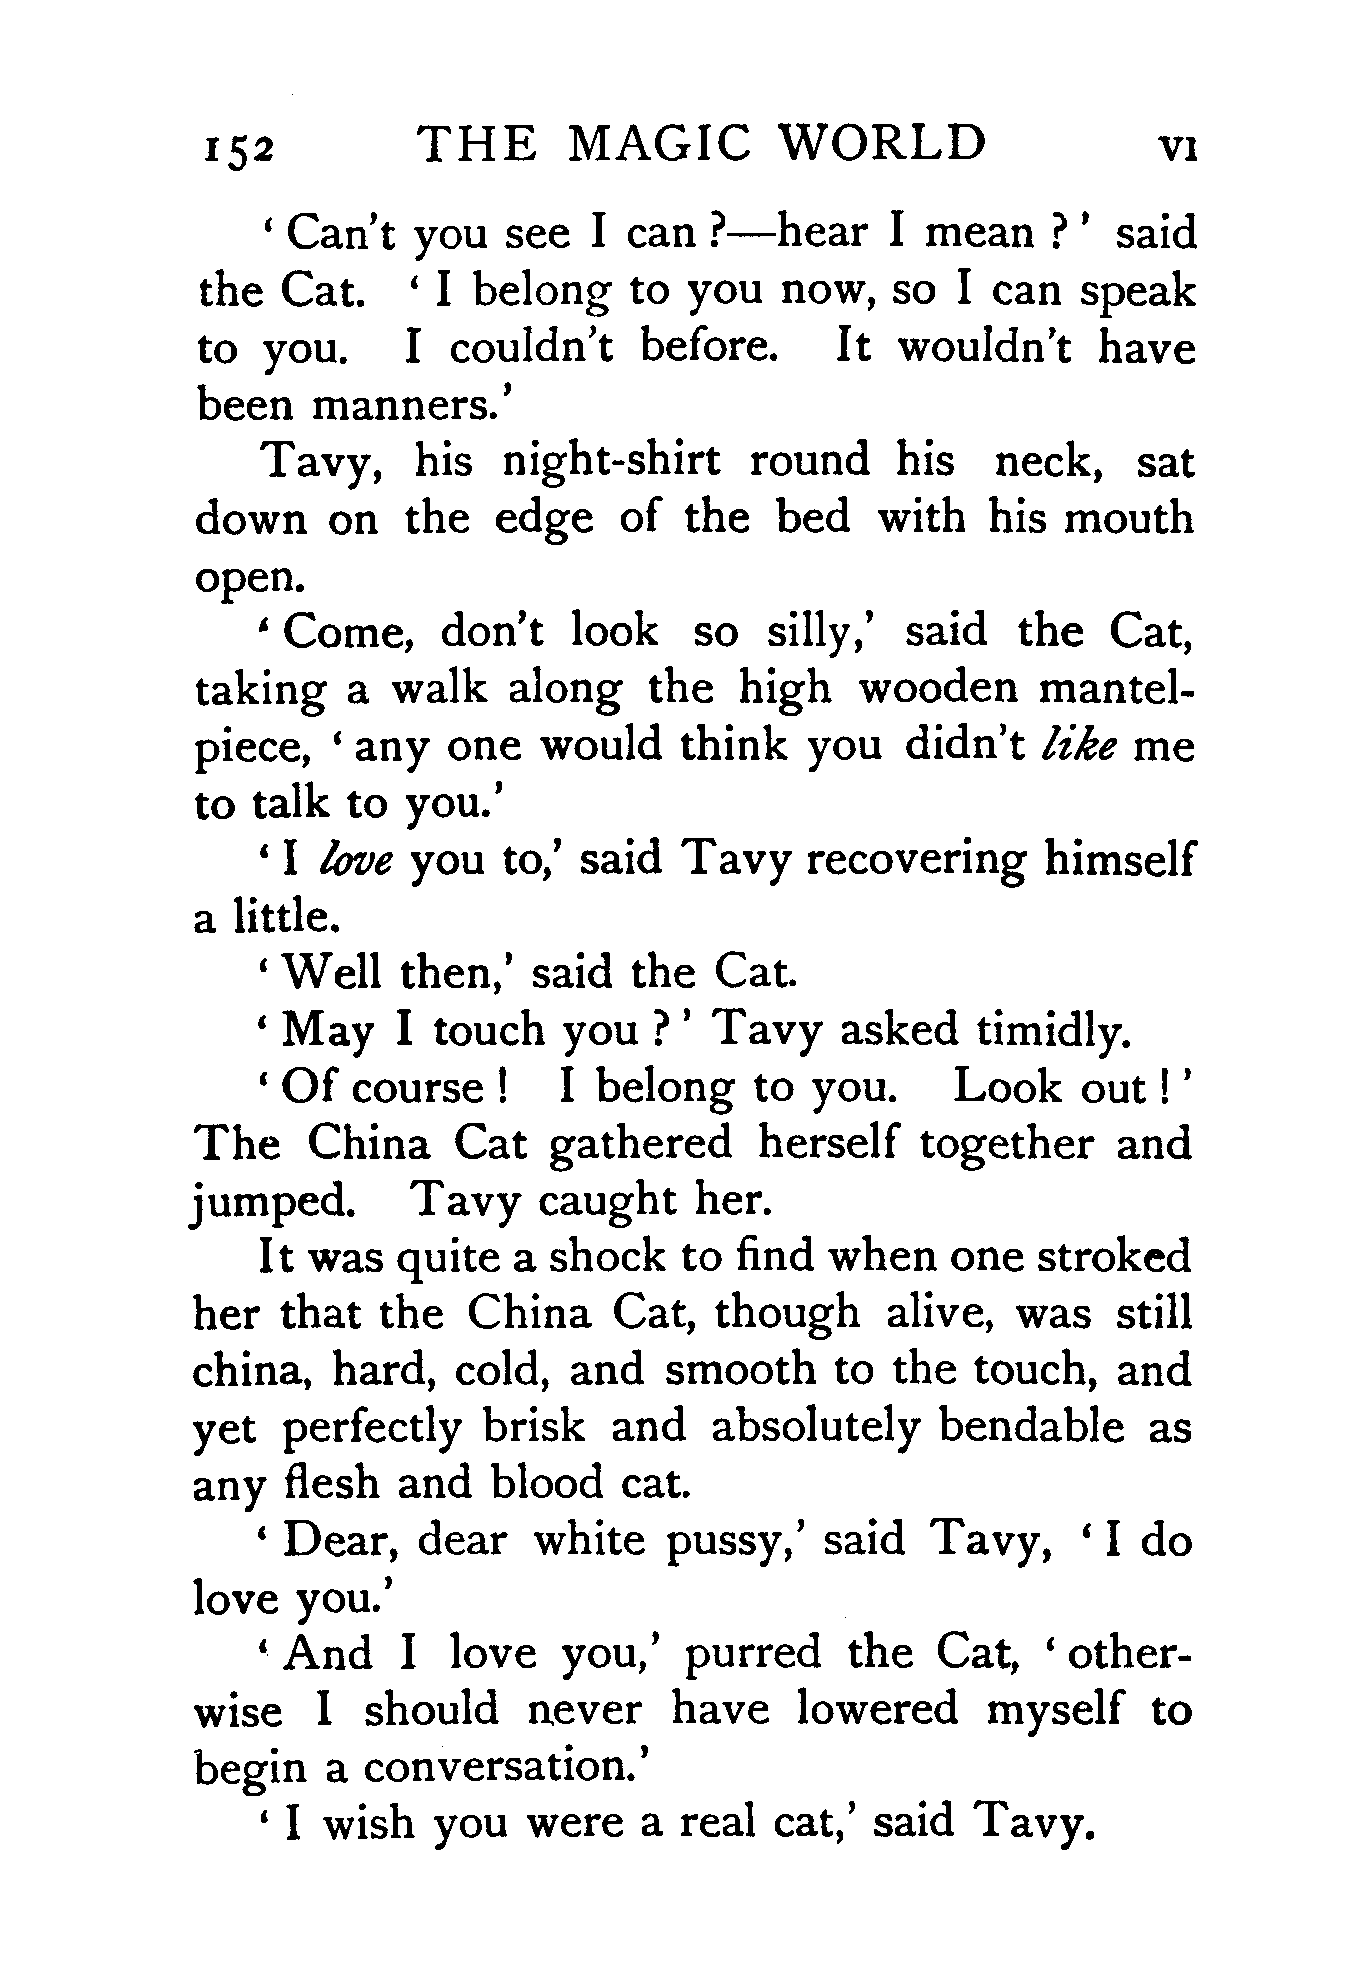 152 THE MAGIC WORLD VI
‘ Can't you see I can ?—hear I mean ? ’ said
the Cat. ‘ I belong to you now, so I can speak
to you. I couldn't before. It wouldn't have
been manners.’
Tavy, his night-shirt round his neck, sat
down on the edge of the bed with his mouth
open.
‘ Come, don't look so silly,’ said the Cat,
taking a walk along the high wooden mantel-
piece, ‘ any one would think you didn't like me
to talk to you.’
‘ I love you to,’ said Tavy recovering himself
a little.
‘ Well then,’ said the Cat.
‘ May I touch you ? ’ Tavy asked timidly.
‘ Of course ! I belong to you. Look out ! ’
The China Cat gathered herself together and
jumped. Tavy caught her.
It was quite a shock to find when one stroked
her that the China Cat, though alive, was still
china, hard, cold, and smooth to the touch, and
yet perfectly brisk and absolutely bendable as
any flesh and blood cat.
‘ Dear, dear white pussy,’ said Tavy, ‘ I do
love you.’
‘ And I love you,’ purred the Cat, ‘ other-
wise I should never have lowered myself to
begin a conversation.’
‘ I wish you were a real cat,’ said Tavy.